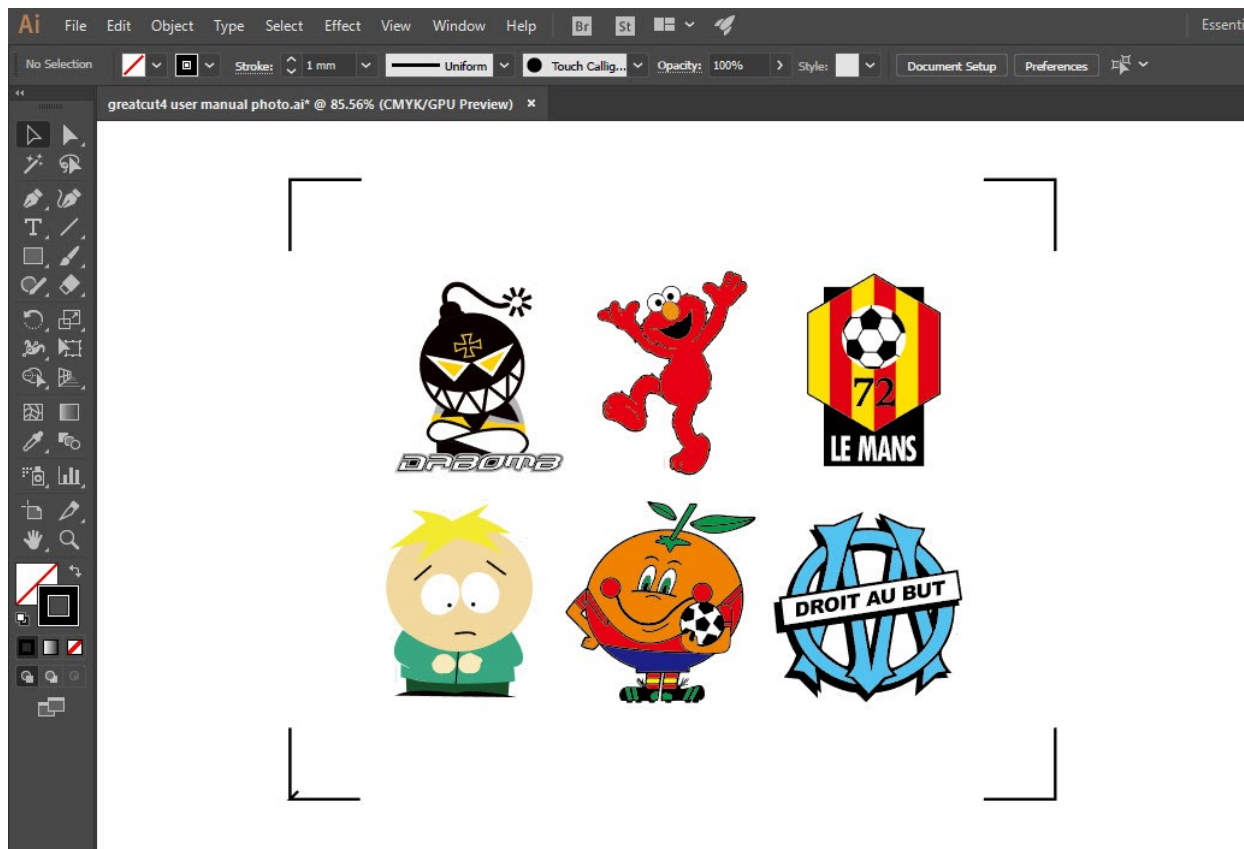 Ai File Edit Object Type Select Effect View Window Help Br St Essenti
No Selection Stroke: 1 mm Uniform Touch Callig... Opacity: 100% Style: Document Setup Preferences
greatcut4 user manual photo.ai* @ 85.56% (CMYK/GPU Preview) ×
72
LE MANS
DR BOMB
DROIT AU BUT